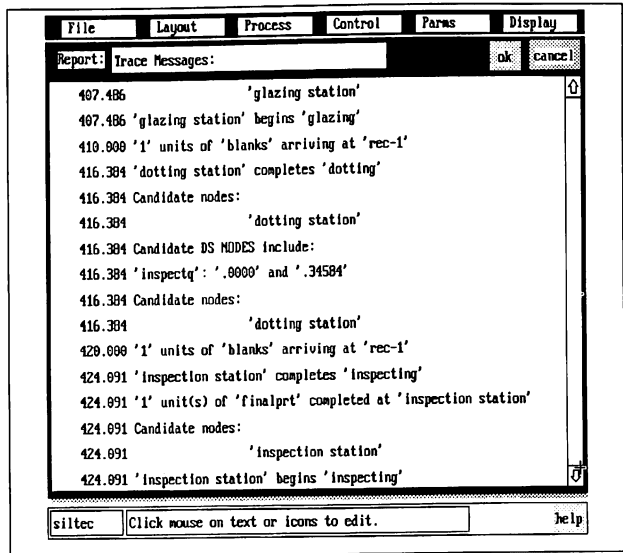 File Layout Process Control Parms Display
Report: Trace Messages: ok cancel
407.486 'glazing station'
407.486 'glazing station' begins 'glazing'
410.000 '1' units of 'blanks' arriving at 'rec-1'
416.384 'dotting station' completes 'dotting'
416.384 Candidate nodes:
416.384 'dotting station'
416.384 Candidate DS NODES include:
416.384 'inspectq': '.0000' and '.34584'
416.384 Candidate nodes:
416.384 'dotting station'
420.000 '1' units of 'blanks' arriving at 'rec-1'
424.091 'inspection station' completes 'inspecting'
424.091 '1' unit(s) of 'finalprt' completed at 'inspection station'
424.091 Candidate nodes:
424.091 'inspection station'
424.091 'inspection station' begins 'inspecting'
siltec Click mouse on text or icons to edit. help